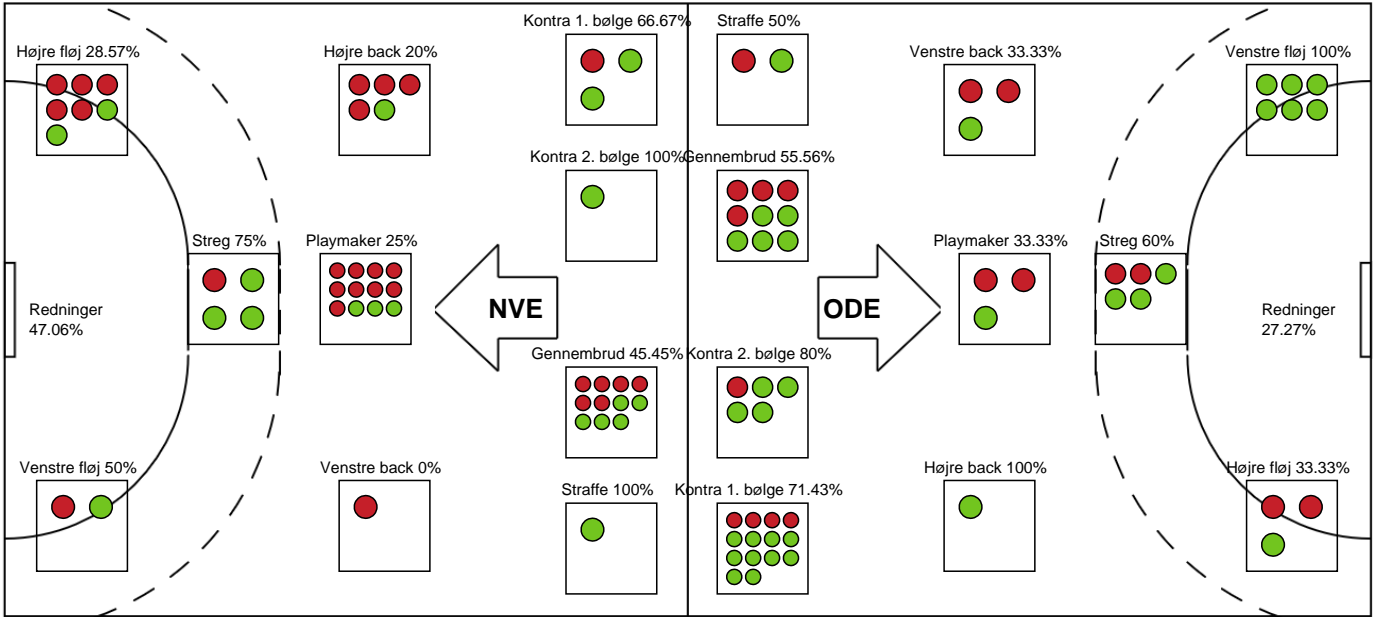 Kontra 1. bølge 66.67%
Straffe 50%
Højre fløj 28.57%
Højre back 20%
Venstre back 33.33%
Venstre fløj 100%
Kontra 2. bølge 100%
Gennembrud 55.56%
Streg 75%
Playmaker 25%
Playmaker 33.33%
Streg 60%
Redninger
47.06%
NVE
ODE
Redninger
27.27%
Gennembrud 45.45%
Kontra 2. bølge 80%
Venstre fløj 50%
Venstre back 0%
Højre back 100%
Højre fløj 33.33%
Straffe 100%
Kontra 1. bølge 71.43%